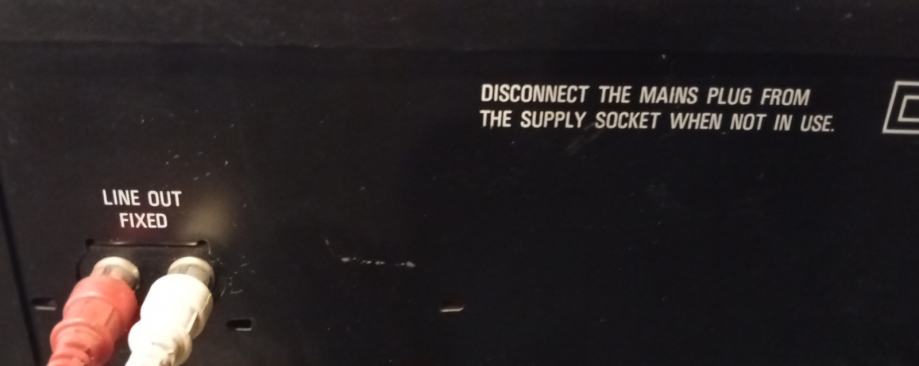 DISCONNECT THE MAINS PLUG FROM
THE SUPPLY SOCKET WHEN NOT IN USE.
LINE OUT
FIXED